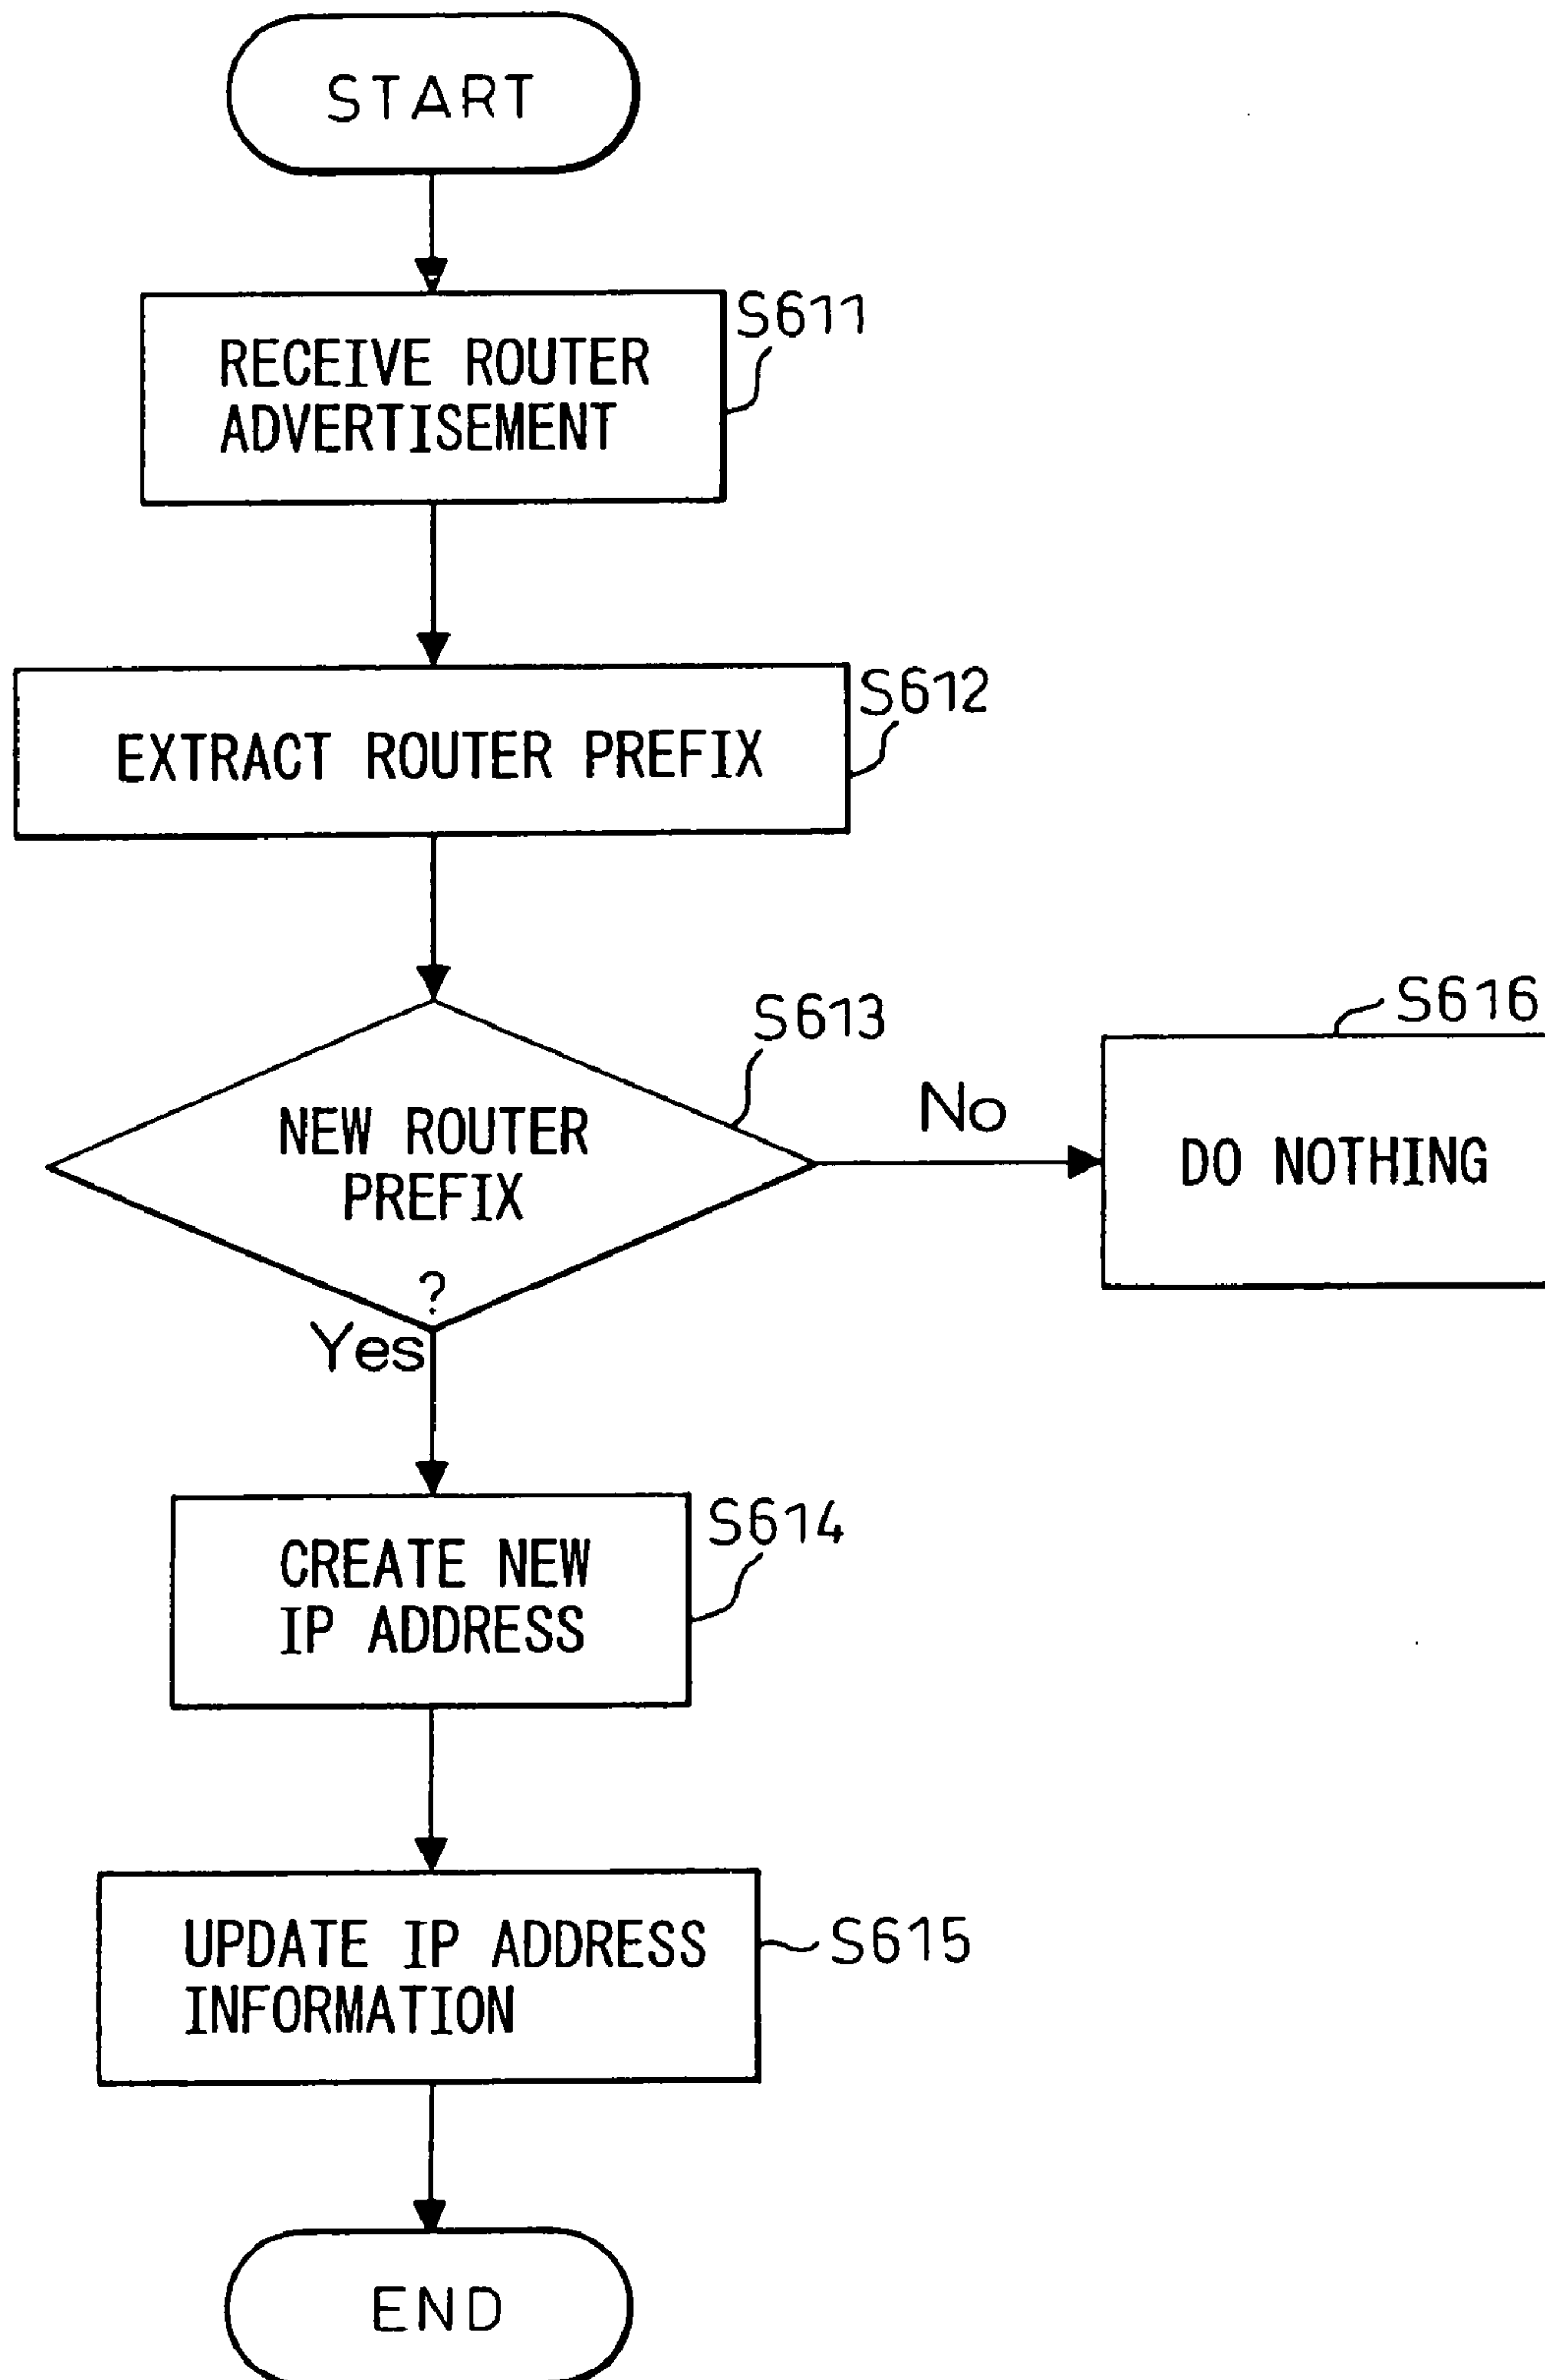 START
S611
RECEIVE ROUTER
ADVERTISEMENT
S612
EXTRACT ROUTER PREFIX
S613
S616
NEW ROUTER
PREFIX
?
No
DO NOTHING
Yes
S614
CREATE NEW
IP ADDRESS
UPDATE IP ADDRESS
INFORMATION
S615
END